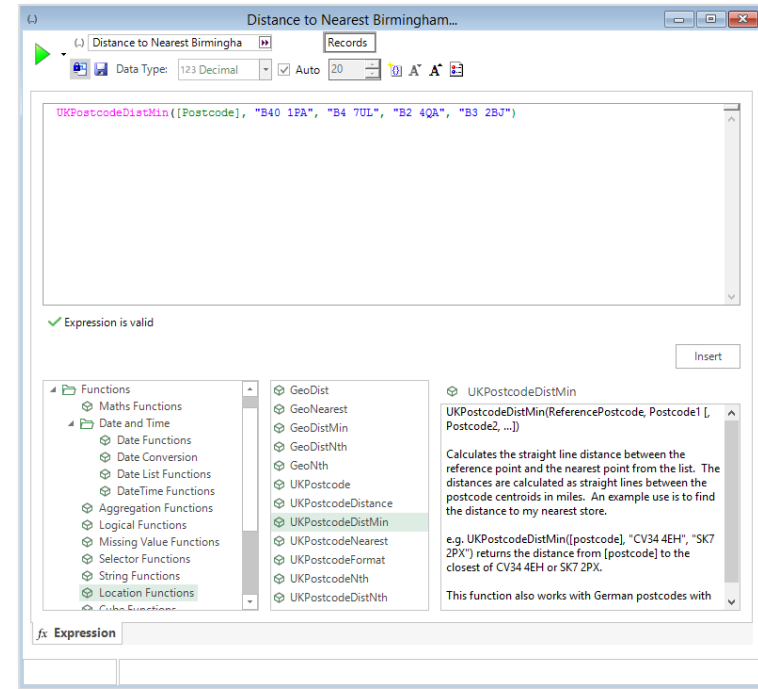 Distance to Nearest Birmingham...
Distance to Nearest Birmingha
Records
Data Type: 123 Decimal Auto 20
UKPostcodeDistMin([Postcode], "B40 1PA", "B4 7UL", "B2 4QA", "B3 2BJ")
Expression is valid
Insert
Functions
Maths Functions
Date and Time
Date Functions
Date Conversion
Date List Functions
DateTime Functions
Aggregation Functions
Logical Functions
Missing Value Functions
Selector Functions
String Functions
Location Functions
Cube Functions
GeoDist
GeoNearest
GeoDistMin
GeoDistNth
GeoNth
UKPostcode
UKPostcodeDistance
UKPostcodeDistMin
UKPostcodeNearest
UKPostcodeFormat
UKPostcodeNth
UKPostcodeDistNth
UKPostcodeDistMin
UKPostcodeDistMin(ReferencePostcode, Postcode1 [,
Postcode2, ...])
Calculates the straight line distance between the
reference point and the nearest point from the list. The
distances are calculated as straight lines between the
postcode centroids in miles. An example use is to find
the distance to my nearest store.
e.g. UKPostcodeDistMin([postcode], "CV34 4EH", "SK7
2PX") returns the distance from [postcode] to the
closest of CV34 4EH or SK7 2PX.
This function also works with German postcodes with
fx Expression